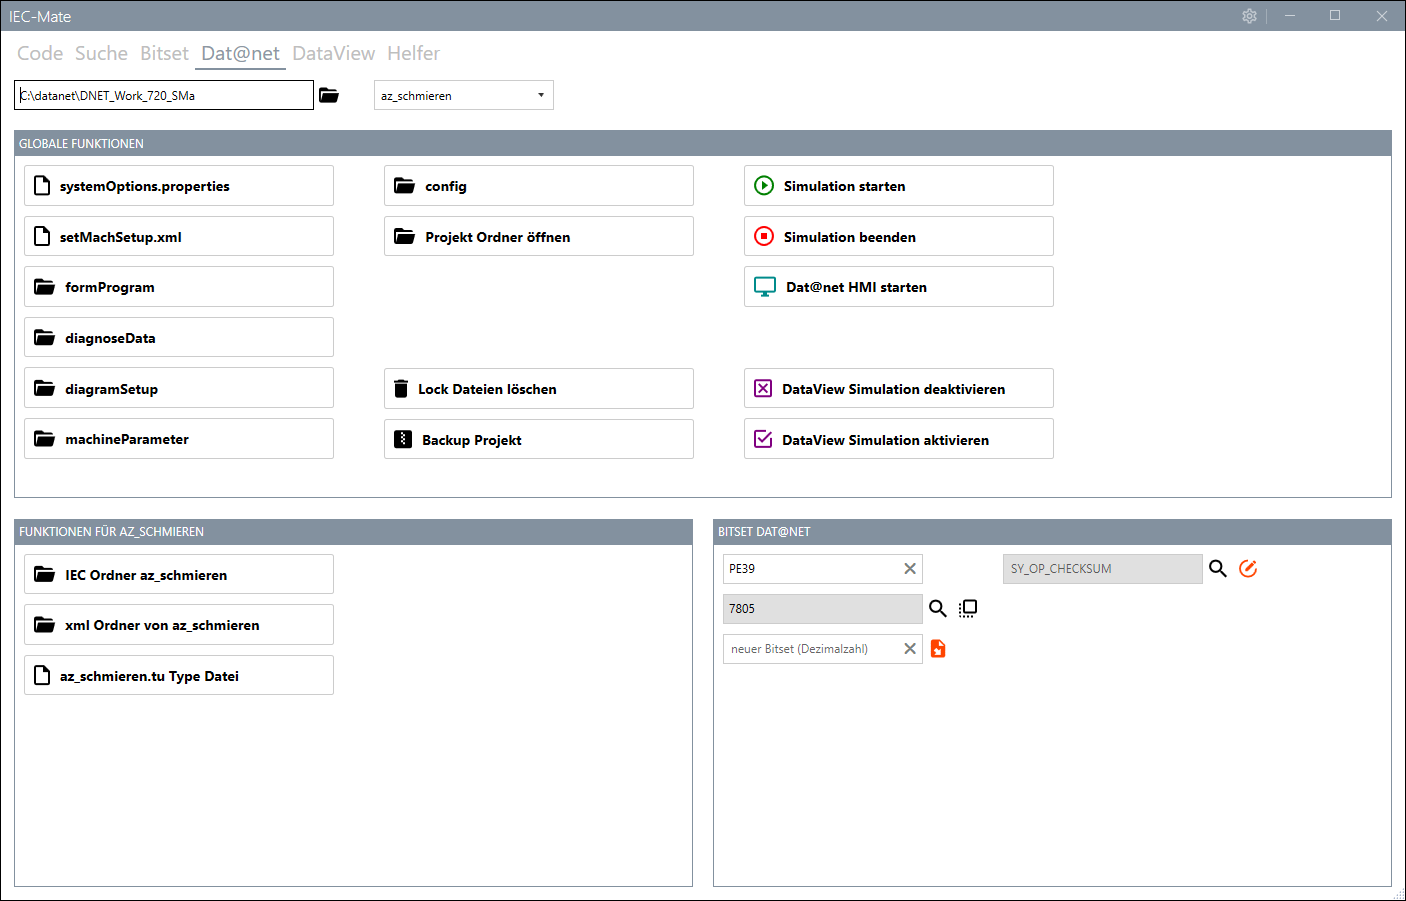 IEC-Mate
Code Suche Bitset Dat@net DataView Helfer
C:\datanet\DNET_Work_720_SMa
az_schmieren
GLOBALE FUNKTIONEN
systemOptions.properties
config
Simulation starten
setMachSetup.xml
Projekt Ordner öffnen
Simulation beenden
formProgram
Dat@net HMI starten
diagnoseData
diagramSetup
Lock Dateien löschen
DataView Simulation deaktivieren
machineParameter
Backup Projekt
DataView Simulation aktivieren
FUNKTIONEN FÜR AZ_SCHMIEREN
IEC Ordner az_schmieren
xml Ordner von az_schmieren
az_schmieren.tu Type Datei
BITSET DAT@NET
PE39
SY_OP_CHECKSUM
7805
neuer Bitset (Dezimalzahl)